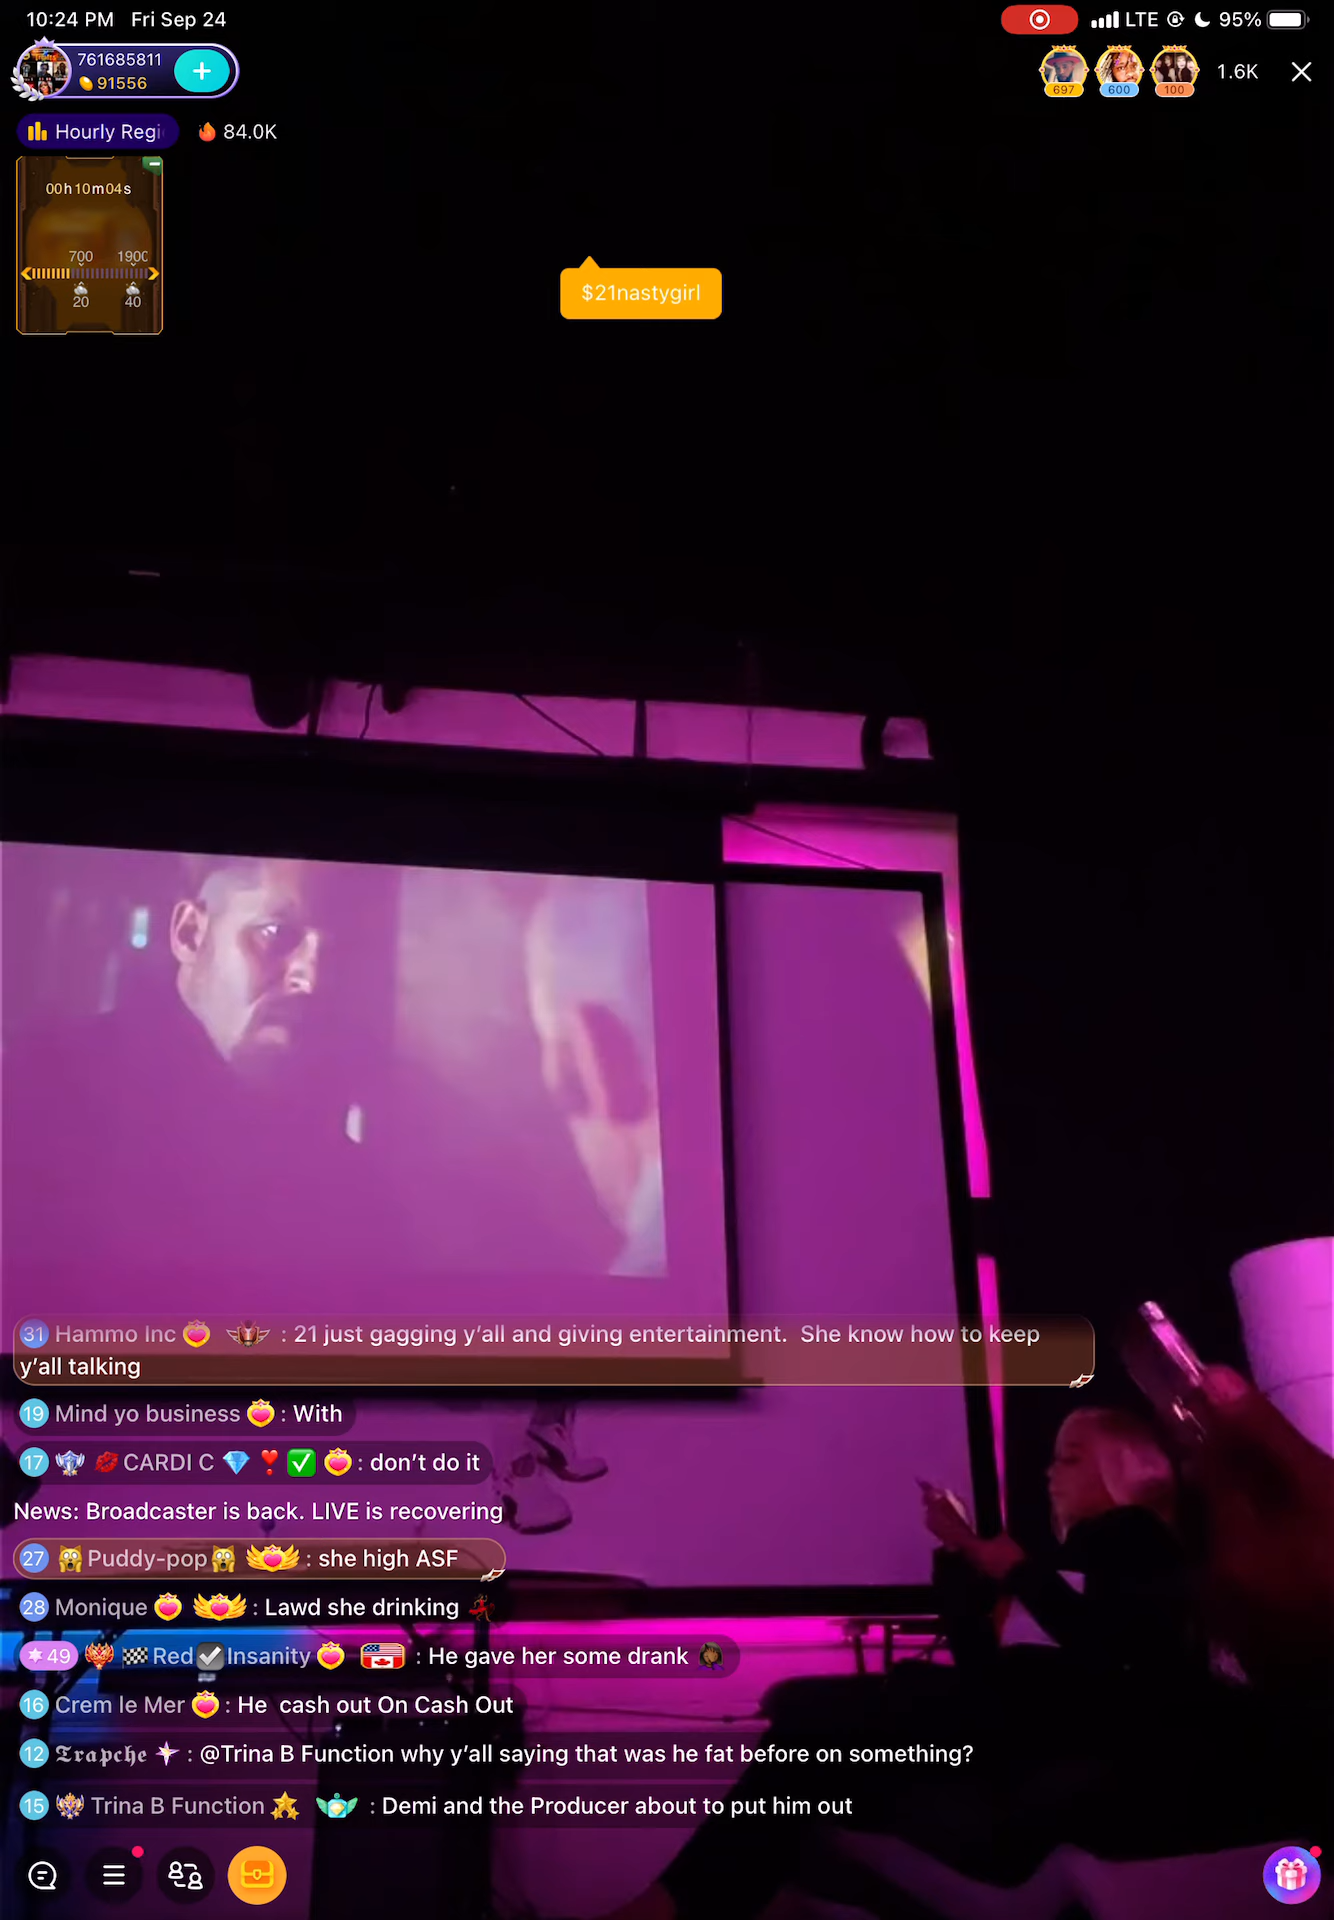 10:24 PM Fri Sep 24
LTE 95%
761685811
91556
697
600
100
1.6K
Hourly Regi
84.0K
00h10m04s
700 1900
20 40
$21nastygirl
31 Hammo Inc : 21 just gagging y'all and giving entertainment. She know how to keep
y'all talking
19 Mind yo business : With
17 CARDI C : don't do it
News: Broadcaster is back. LIVE is recovering
27 Puddy-pop : she high ASF
28 Monique : Lawd she drinking
49 Red Insanity : He gave her some drank
16 Crem le Mer : He cash out On Cash Out
12 𝕿𝖗𝖆𝖕𝖈𝖍𝖊 : @Trina B Function why y'all saying that was he fat before on something?
15 Trina B Function : Demi and the Producer about to put him out